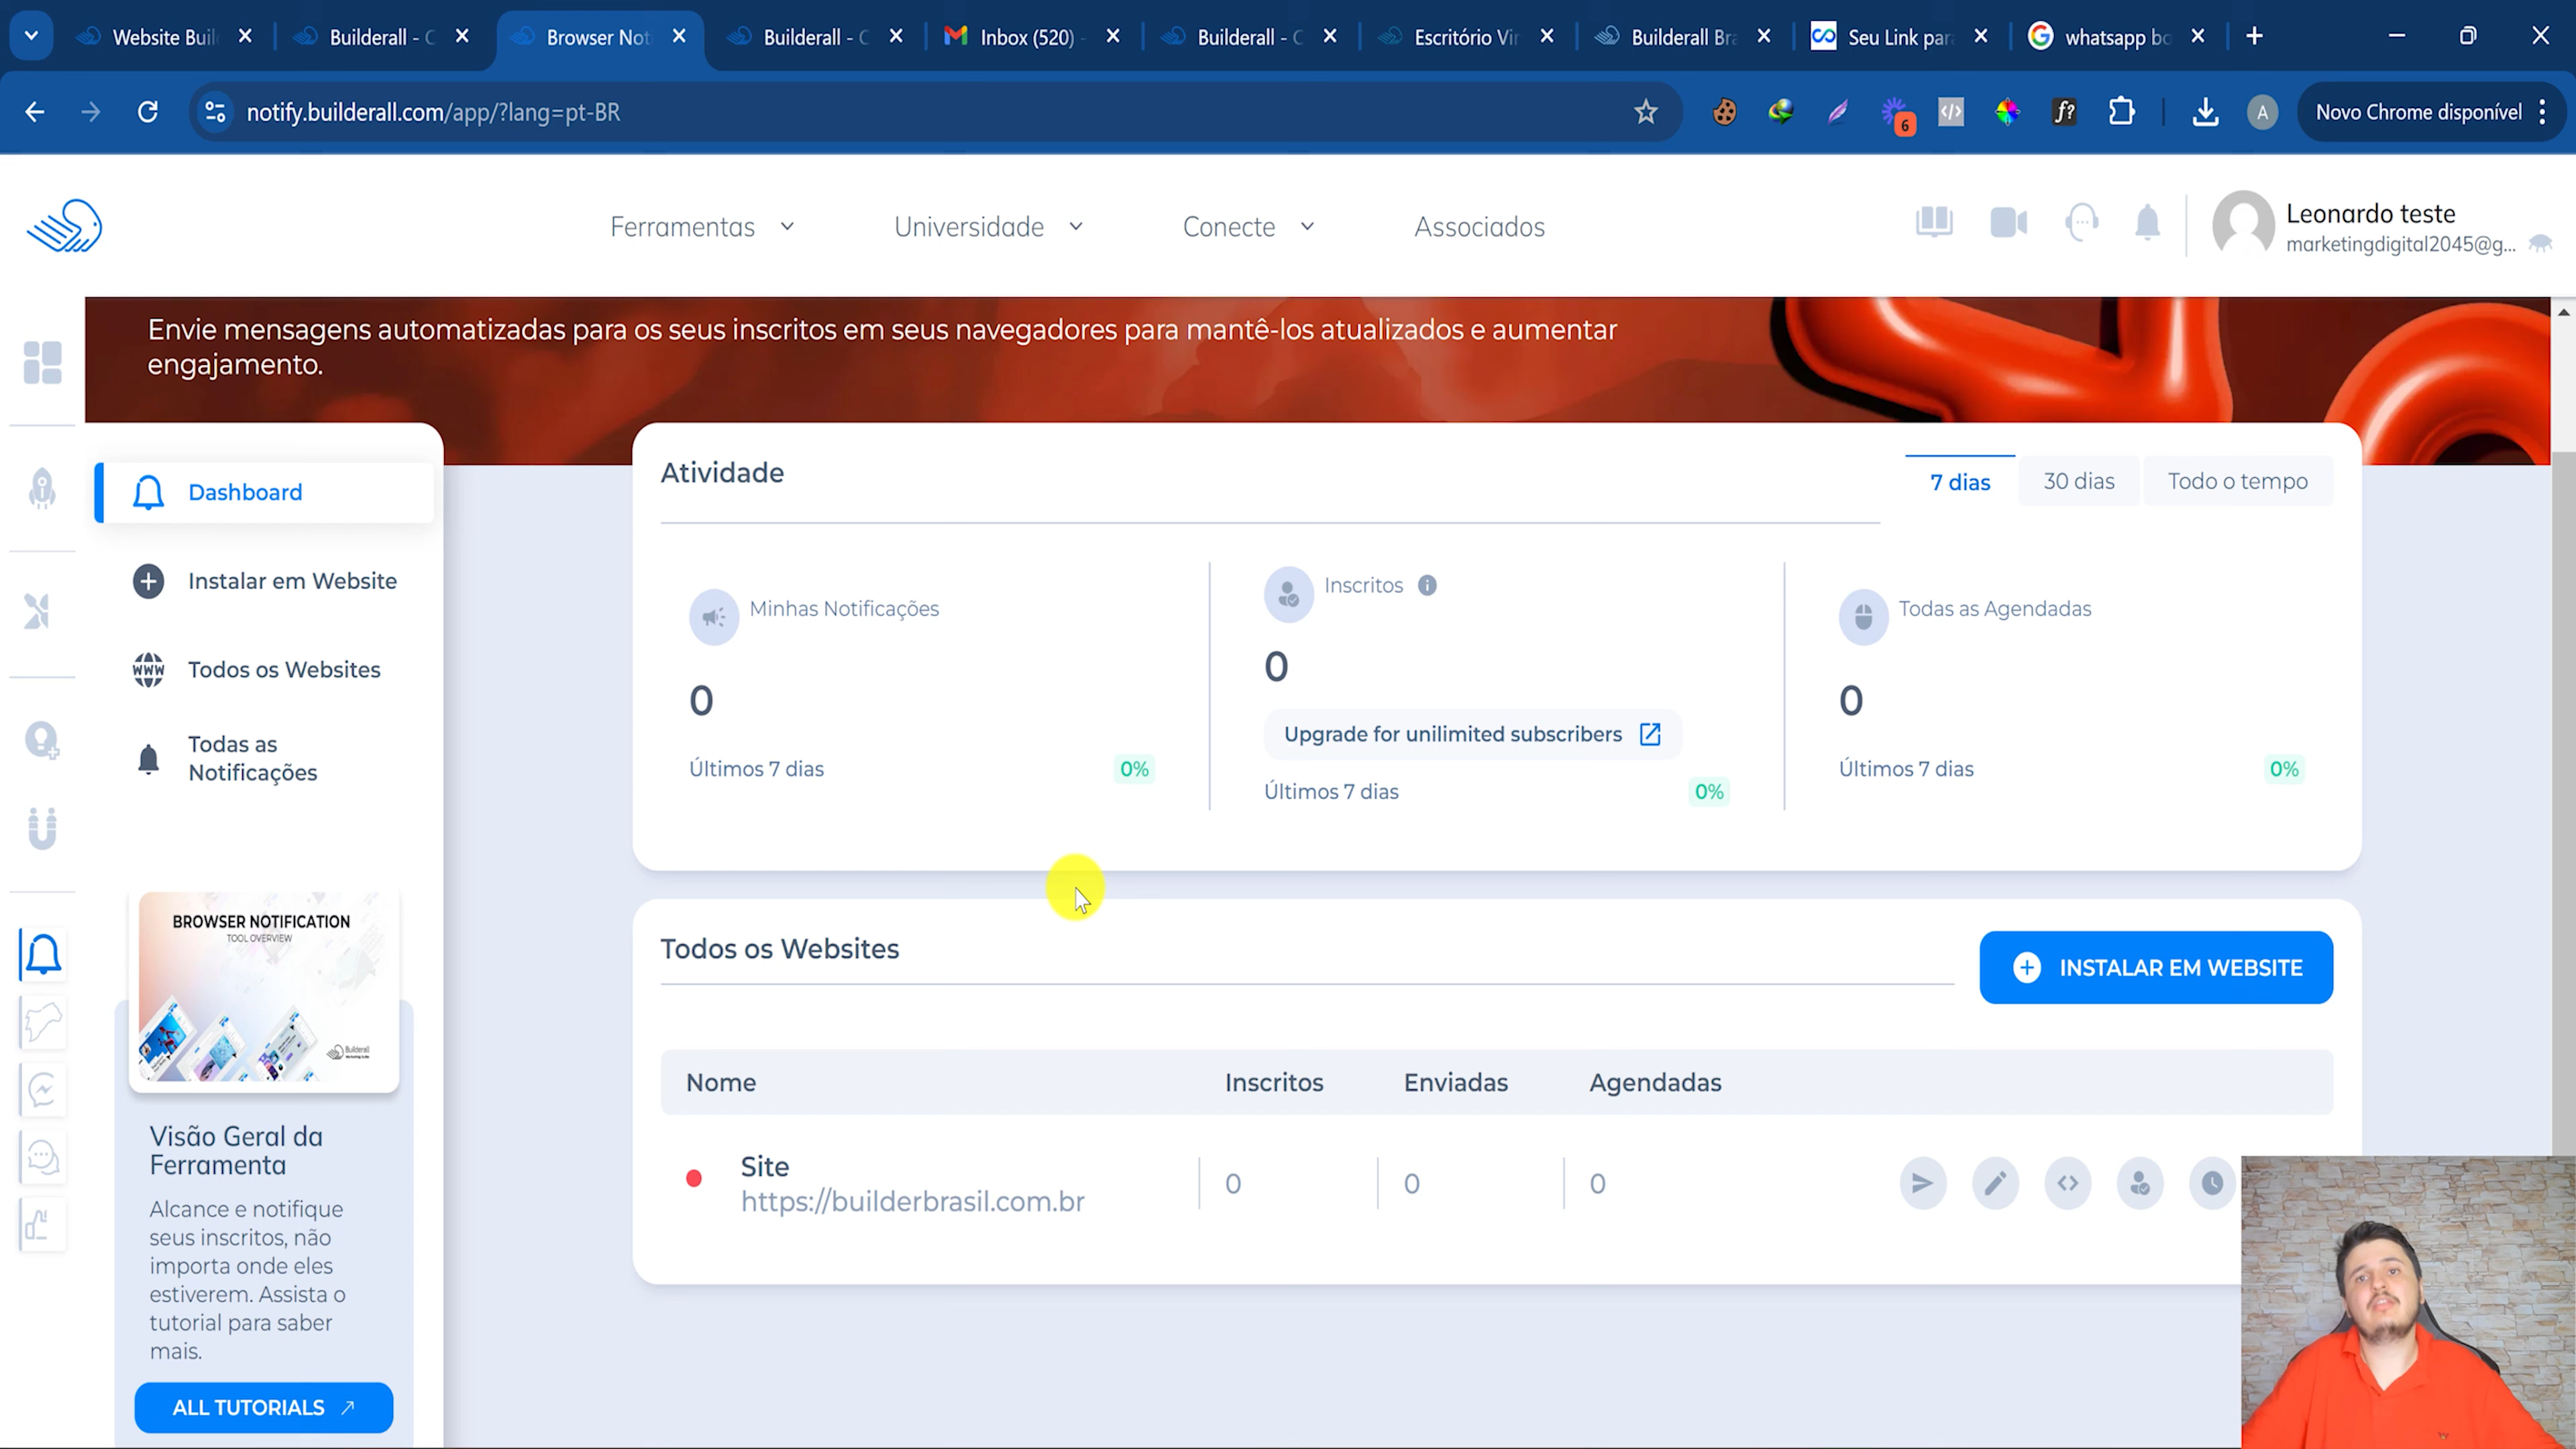 Website Buil
Builderall - C
Browser Not
Builderall - C
Inbox (520) -
Builderall - C
Escritório Vir
Builderall Bra
Seu Link par
whatsapp bo
notify.builderall.com/app/?lang=pt-BR
6
f?
A
Novo Chrome disponível
Ferramentas
Universidade
Conecte
Associados
Leonardo teste
marketingdigital2045@g...
Envie mensagens automatizadas para os seus inscritos em seus navegadores para mantê-los atualizados e aumentar
engajamento.
Dashboard
Instalar em Website
WWW
Todos os Websites
Todas as
Notificações
BROWSER NOTIFICATION
TOOL OVERVIEW
Builderall
Visão Geral da
Ferramenta
Alcance e notifique
seus inscritos, não
importa onde eles
estiverem. Assista o
tutorial para saber
mais.
ALL TUTORIALS
Atividade
7 dias
30 dias
Todo o tempo
Minhas Notificações
0
Últimos 7 dias
0%
Inscritos
0
Upgrade for unilimited subscribers
Últimos 7 dias
0%
Todas as Agendadas
0
Últimos 7 dias
0%
Todos os Websites
INSTALAR EM WEBSITE
Nome
Inscritos
Enviadas
Agendadas
Site
https://builderbrasil.com.br
0
0
0